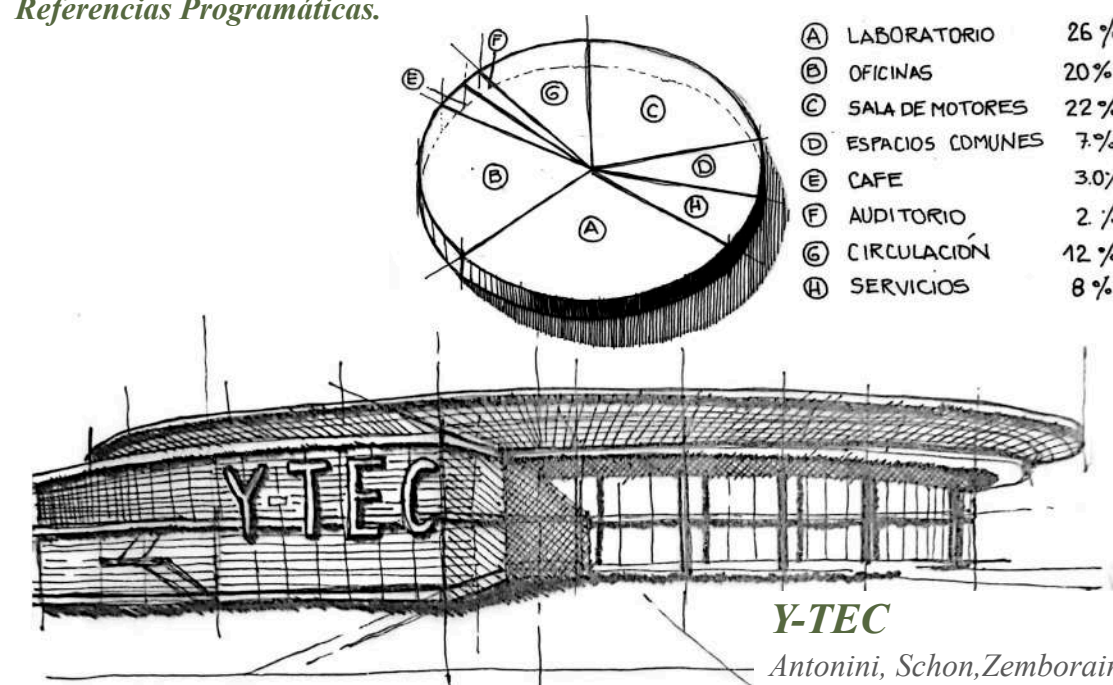 Referencias Programáticas.
Ⓐ LABORATORIO 26 %
Ⓑ OFICINAS 20%
Ⓒ SALA DE MOTORES 22 %
Ⓓ ESPACIOS COMUNES 7.%
Ⓔ CAFE 3.0%
Ⓕ AUDITORIO 2. %
Ⓖ CIRCULACIÓN 12 %
Ⓗ SERVICIOS 8 %
Ⓕ
Ⓔ
Ⓖ
Ⓒ
Ⓑ
Ⓓ
Ⓗ
Ⓐ
Y-TEC
Y-TEC
Antonini, Schon,Zemborain